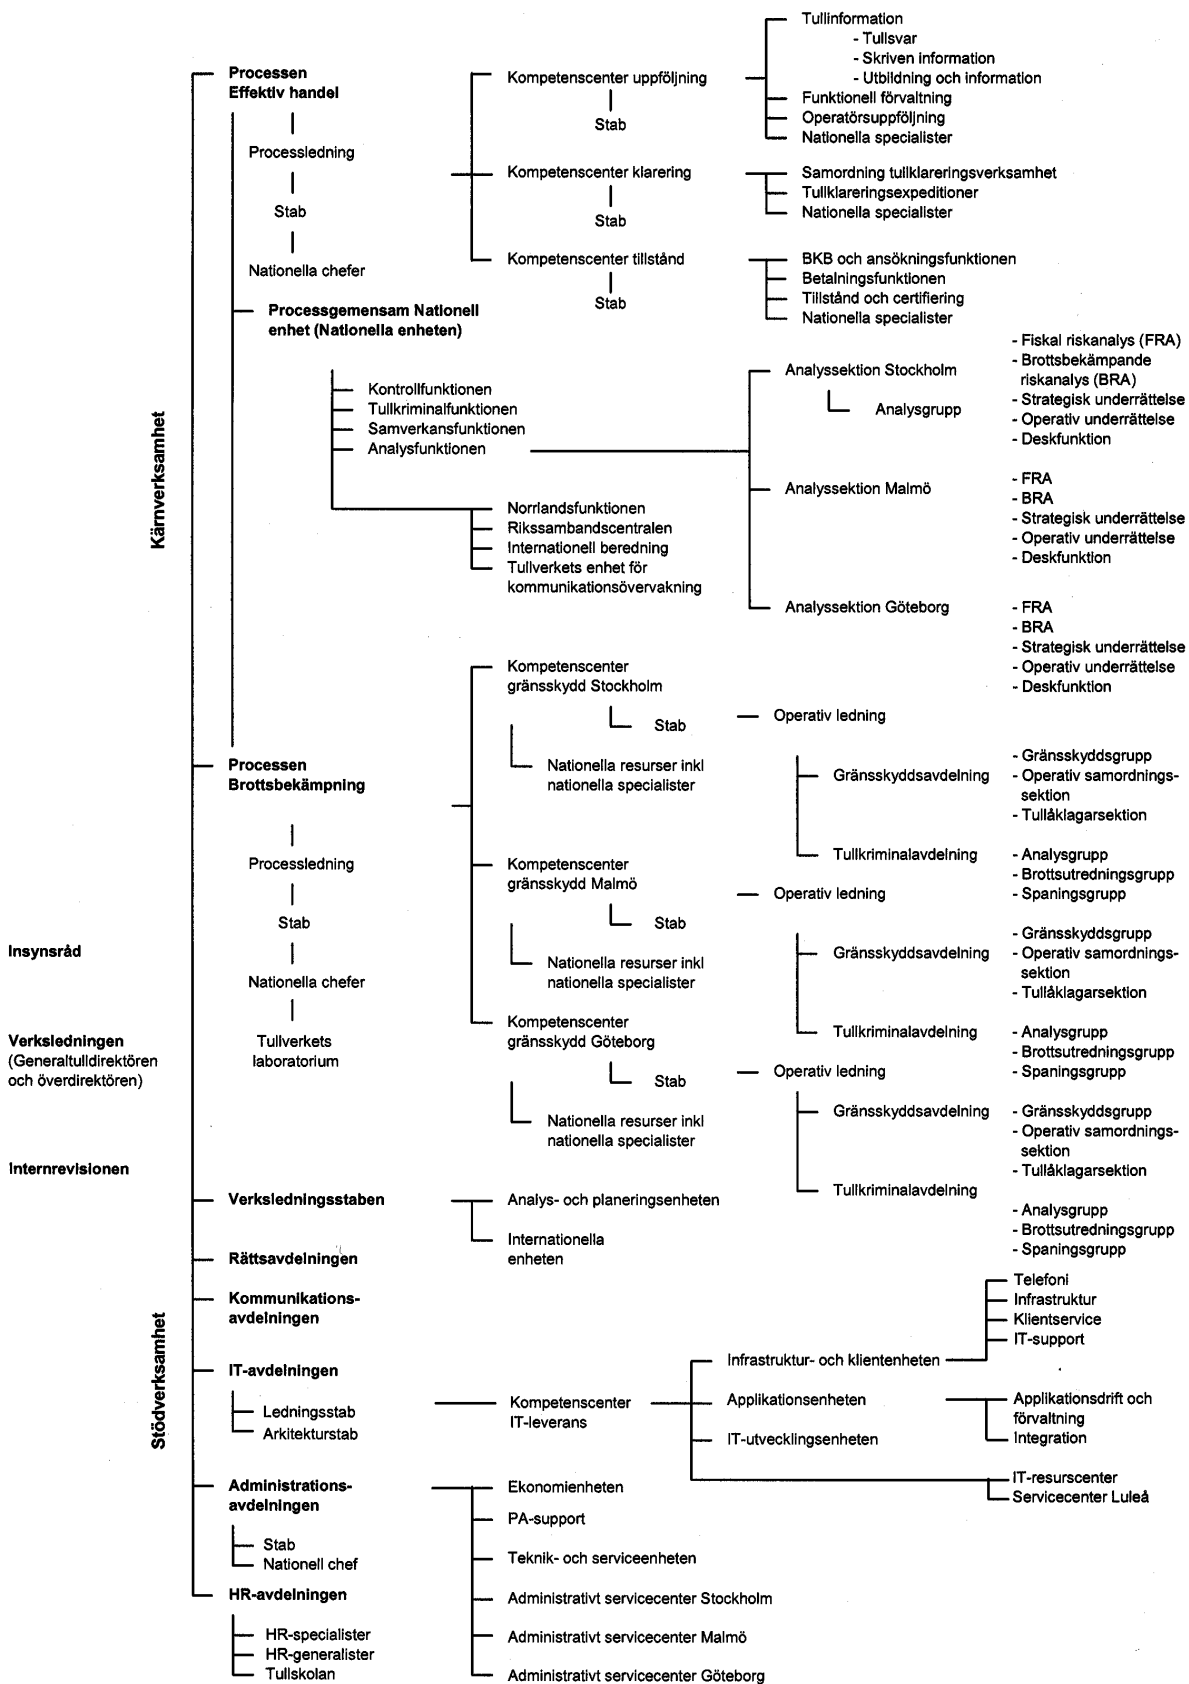 Kärnverksamhet
Processen
Effektiv handel
Processledning
Stab
Nationella chefer
Kompetenscenter uppföljning
Stab
Tullinformation
- Tullsvar
- Skriven information
- Utbildning och information
Funktionell förvaltning
Operatörsuppföljning
Nationella specialister
Kompetenscenter klarering
Stab
Samordning tullklareringsverksamhet
Tullklareringsexpeditioner
Nationella specialister
Kompetenscenter tillstånd
Stab
BKB och ansökningsfunktionen
Betalningsfunktionen
Tillstånd och certifiering
Nationella specialister
Processgemensam Nationell
enhet (Nationella enheten)
Kontrollfunktionen
Tullkriminalfunktionen
Samverkansfunktionen
Analysfunktionen
Norrlandsfunktionen
Rikssambandscentralen
Internationell beredning
Tullverkets enhet för
kommunikationsövervakning
Analyssektion Stockholm
Analysgrupp
- Fiskal riskanalys (FRA)
- Brottsbekämpande
riskanalys (BRA)
- Strategisk underrättelse
- Operativ underrättelse
- Deskfunktion
Analyssektion Malmö
- FRA
- BRA
- Strategisk underrättelse
- Operativ underrättelse
- Deskfunktion
Analyssektion Göteborg
- FRA
- BRA
- Strategisk underrättelse
- Operativ underrättelse
- Deskfunktion
Processen
Brottsbekämpning
Processledning
Stab
Nationella chefer
Tullverkets
laboratorium
Kompetenscenter
gränsskydd Stockholm
Stab
Nationella resurser inkl
nationella specialister
Operativ ledning
Gränsskyddsavdelning
- Gränsskyddsgrupp
- Operativ samordnings-
sektion
- Tullåklagarsektion
Tullkriminalavdelning
- Analysgrupp
- Brottsutredningsgrupp
- Spaningsgrupp
Kompetenscenter
gränsskydd Malmö
Stab
Nationella resurser inkl
nationella specialister
Operativ ledning
Gränsskyddsavdelning
- Gränsskyddsgrupp
- Operativ samordnings-
sektion
- Tullåklagarsektion
Tullkriminalavdelning
- Analysgrupp
- Brottsutredningsgrupp
- Spaningsgrupp
Kompetenscenter
gränsskydd Göteborg
Stab
Nationella resurser inkl
nationella specialister
Operativ ledning
Gränsskyddsavdelning
- Gränsskyddsgrupp
- Operativ samordnings-
sektion
- Tullåklagarsektion
Tullkriminalavdelning
- Analysgrupp
- Brottsutredningsgrupp
- Spaningsgrupp
Insynsråd
Verksledningen
(Generaltulldirektören
och överdirektören)
Internrevisionen
Stödverksamhet
Verksledningsstaben
Analys- och planeringsenheten
Internationella
enheten
Rättsavdelningen
Kommunikations-
avdelningen
IT-avdelningen
Ledningsstab
Arkitekturstab
Kompetenscenter
IT-leverans
Infrastruktur- och klientenheten
Telefoni
Infrastruktur
Klientservice
IT-support
Applikationsenheten
Applikationsdrift och
förvaltning
Integration
IT-utvecklingsenheten
IT-resurscenter
Servicecenter Luleå
Administrations-
avdelningen
Stab
Nationell chef
Ekonomienheten
PA-support
Teknik- och serviceenheten
Administrativt servicecenter Stockholm
Administrativt servicecenter Malmö
Administrativt servicecenter Göteborg
HR-avdelningen
HR-specialister
HR-generalister
Tullskolan